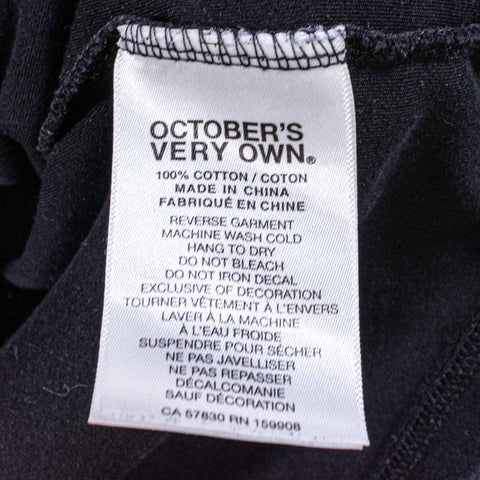 OCTOBER'S
VERY OWN®
100% COTTON / COTON
MADE IN CHINA
FABRIQUÉ EN CHINE
REVERSE GARMENT
MACHINE WASH COLD
HANG TO DRY
DO NOT BLEACH
DO NOT IRON DECAL
EXCLUSIVE OF DECORATION
TOURNER VÊTEMENT À L'ENVERS
LAVER À LA MACHINE
À L'EAU FROIDE
SUSPENDRE POUR SÉCHER
NE PAS JAVELLISER
NE PAS REPASSER
DÉCALCOMANIE
SAUF DÉCORATION
CA 57830 RN 159908